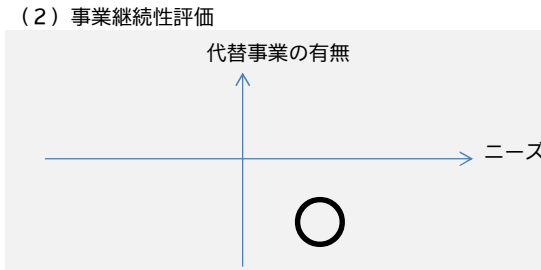 （２）事業継続性評価
代替事業の有無
ニーズ